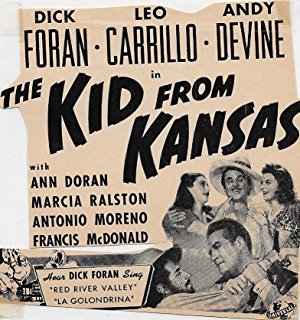 DICK LEO ANDY
FORAN · CARRILLO · DEVINE
in
THE KID FROM
KANSAS
with
ANN DORAN
MARCIA RALSTON
ANTONIO MORENO
FRANCIS McDONALD
Hear DICK FORAN Sing
"RED RIVER VALLEY"
"LA GOLONDRINA"